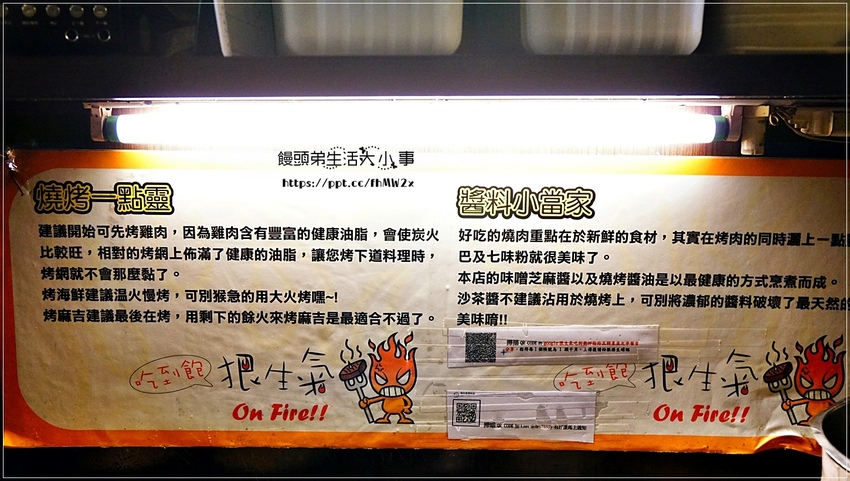 饅頭弟生活大小事
https://ppt.cc/fhMW2x
燒烤一點靈
建議開始可先烤雞肉，因為雞肉含有豐富的健康油脂，會使炭火
比較旺，相對的烤網上佈滿了健康的油脂，讓您烤下道料理時，
烤網就不會那麼黏了。
烤海鮮建議温火慢烤，可別猴急的用大火烤嘿~!
烤麻吉建議最後在烤，用剩下的餘火來烤麻吉是最適合不過了。
吃到飽
狠生氣
On Fire!!
醬料小當家
好吃的燒肉重點在於新鮮的食材，其實在烤肉的同時灑上一點
巴及七味粉就很美味了。
本店的味噌芝麻醬以及燒烤醬油是以最健康的方式烹煮而成。
沙茶醬不建議沾用於燒烤上，可別將濃郁的醬料破壞了最天然的
美味唷!!
掃描 QR CODE
吃到飽
狠生氣
On Fire!!
掃描 QR CODE